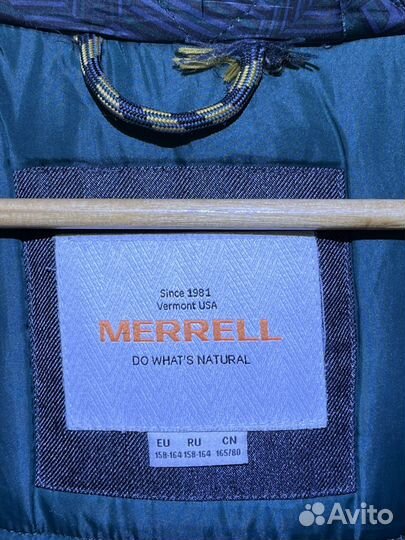 Since 1981
Vermont USA
MERRELL
DO WHAT'S NATURAL
EU RU CN
158-164 158-164 165/80
Avito